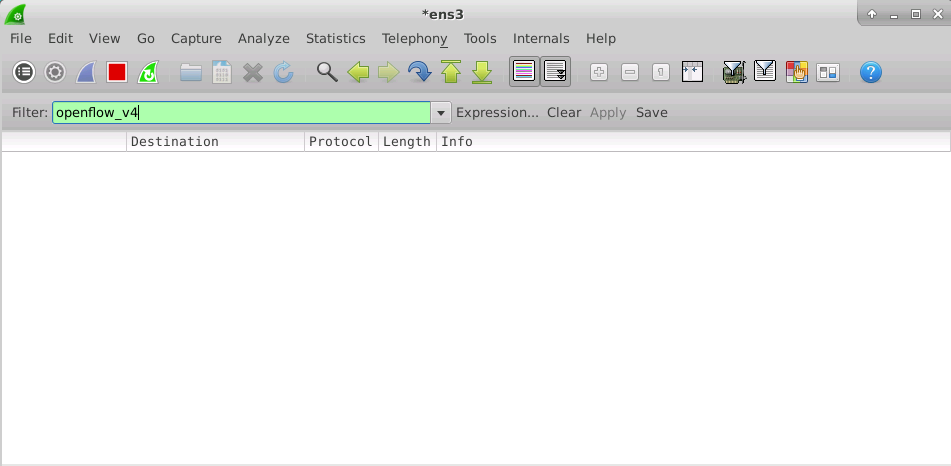 *ens3
File Edit View Go Capture Analyze Statistics Telephony Tools Internals Help
Filter: openflow_v4 Expression... Clear Apply Save
Destination Protocol Length Info